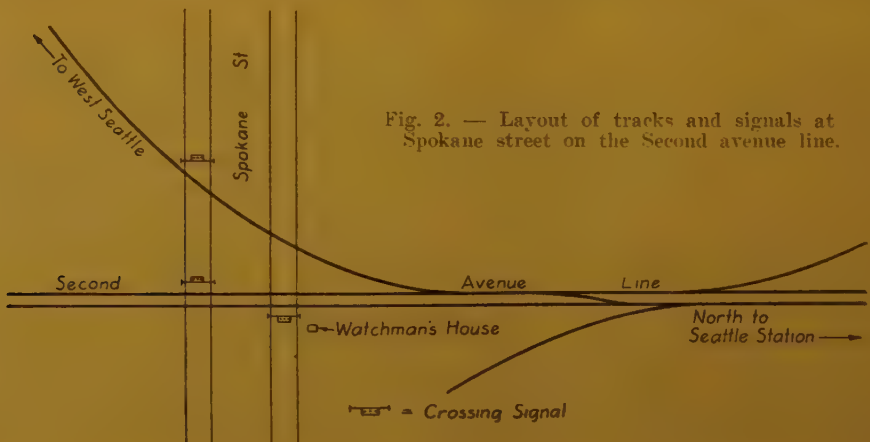 To West Seattle
Spokane St
Fig. 2. — Layout of tracks and signals at
Spokane street on the Second avenue line.
Second Avenue Line
Watchman's House
North to
Seattle Station
= Crossing Signal